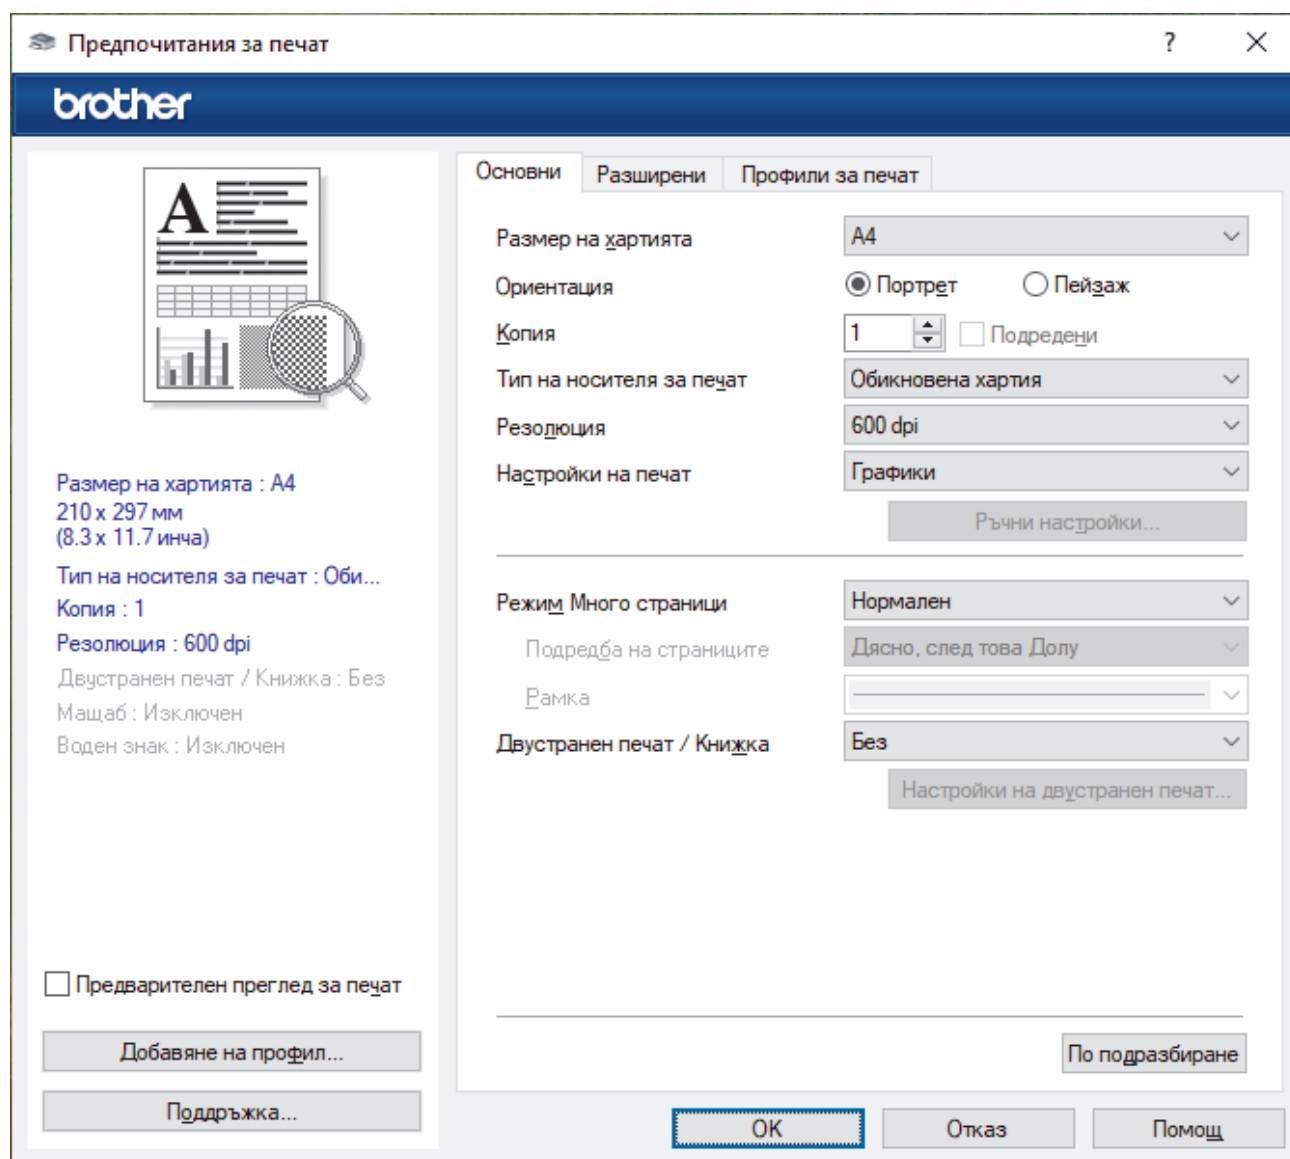 Предпочитания за печат
?
brother
A
Размер на хартията : A4
210 x 297 мм
(8.3 x 11.7 инча)
Тип на носителя за печат : Оби...
Копия : 1
Резолюция : 600 dpi
Двустранен печат / Книжка : Без
Мащаб : Изключен
Воден знак : Изключен
Предварителен преглед за печат
Добавяне на профил...
Поддръжка...
Основни Разширени Профили за печат
Размер на хартията A4
Ориентация Портрет Пейзаж
Копия 1 Подредени
Тип на носителя за печат Обикновена хартия
Резолюция 600 dpi
Настройки на печат Графики
Ръчни настройки...
Режим Много страници Нормален
Подредба на страниците Дясно, след това Долу
Рамка
Двустранен печат / Книжка Без
Настройки на двустранен печат...
По подразбиране
OK Отказ Помощ